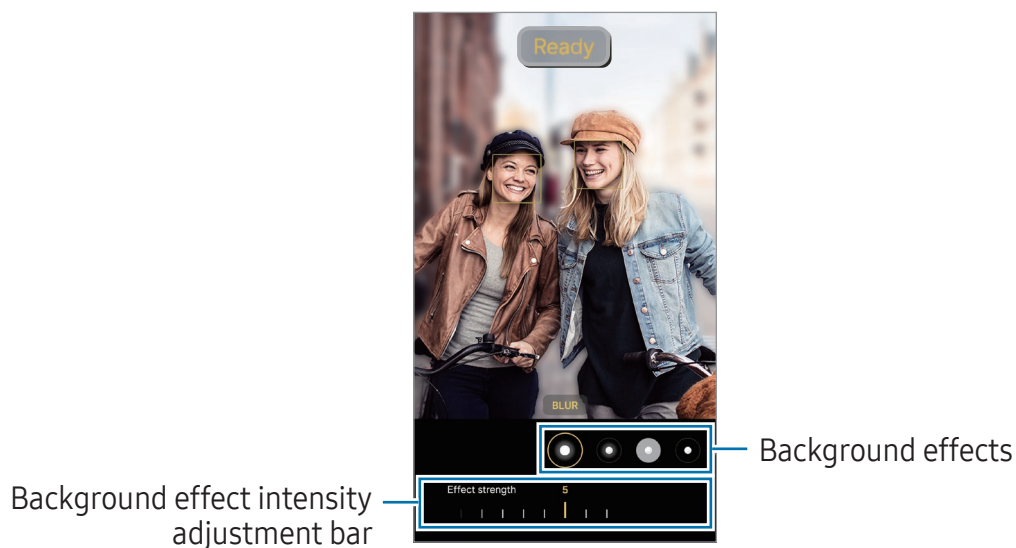 Ready
BLUR
Background effects
Effect strength 5
Background effect intensity
adjustment bar